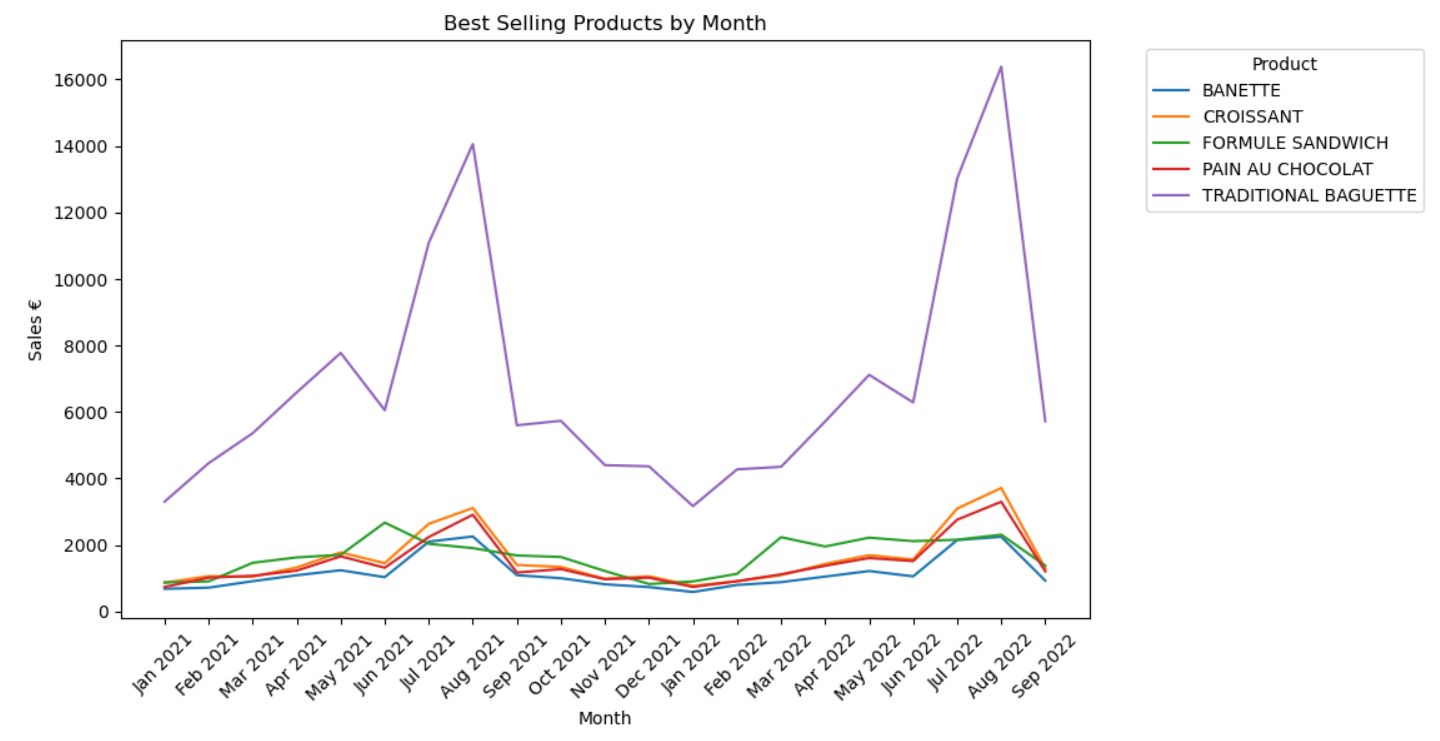 Best Selling Products by Month
Sales €
16000
14000
12000
10000
8000
6000
4000
2000
0
Jan 2021
Feb 2021
Mar 2021
Apr 2021
May 2021
Jun 2021
Jul 2021
Aug 2021
Sep 2021
Oct 2021
Nov 2021
Dec 2021
Jan 2022
Feb 2022
Mar 2022
Apr 2022
May 2022
Jun 2022
Jul 2022
Aug 2022
Sep 2022
Month
Product
BANETTE
CROISSANT
FORMULE SANDWICH
PAIN AU CHOCOLAT
TRADITIONAL BAGUETTE